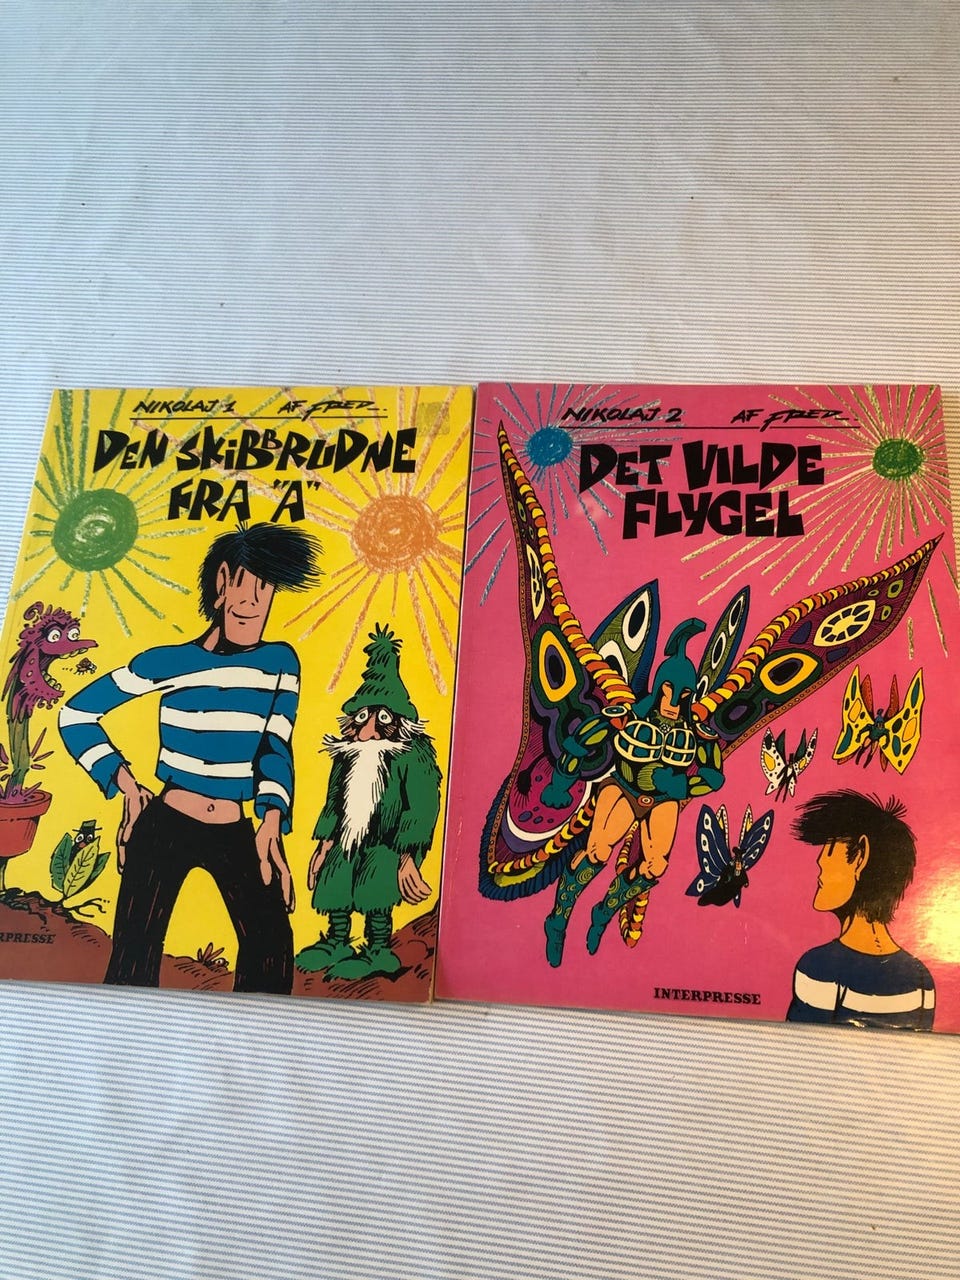 NIKOLAJ 1 AF FRED
DEN SKIBBRUDNE
FRA "A"
RPRESSE
NIKOLAJ 2 AF FRED
DET VILDE
FLYGEL
INTERPRESSE